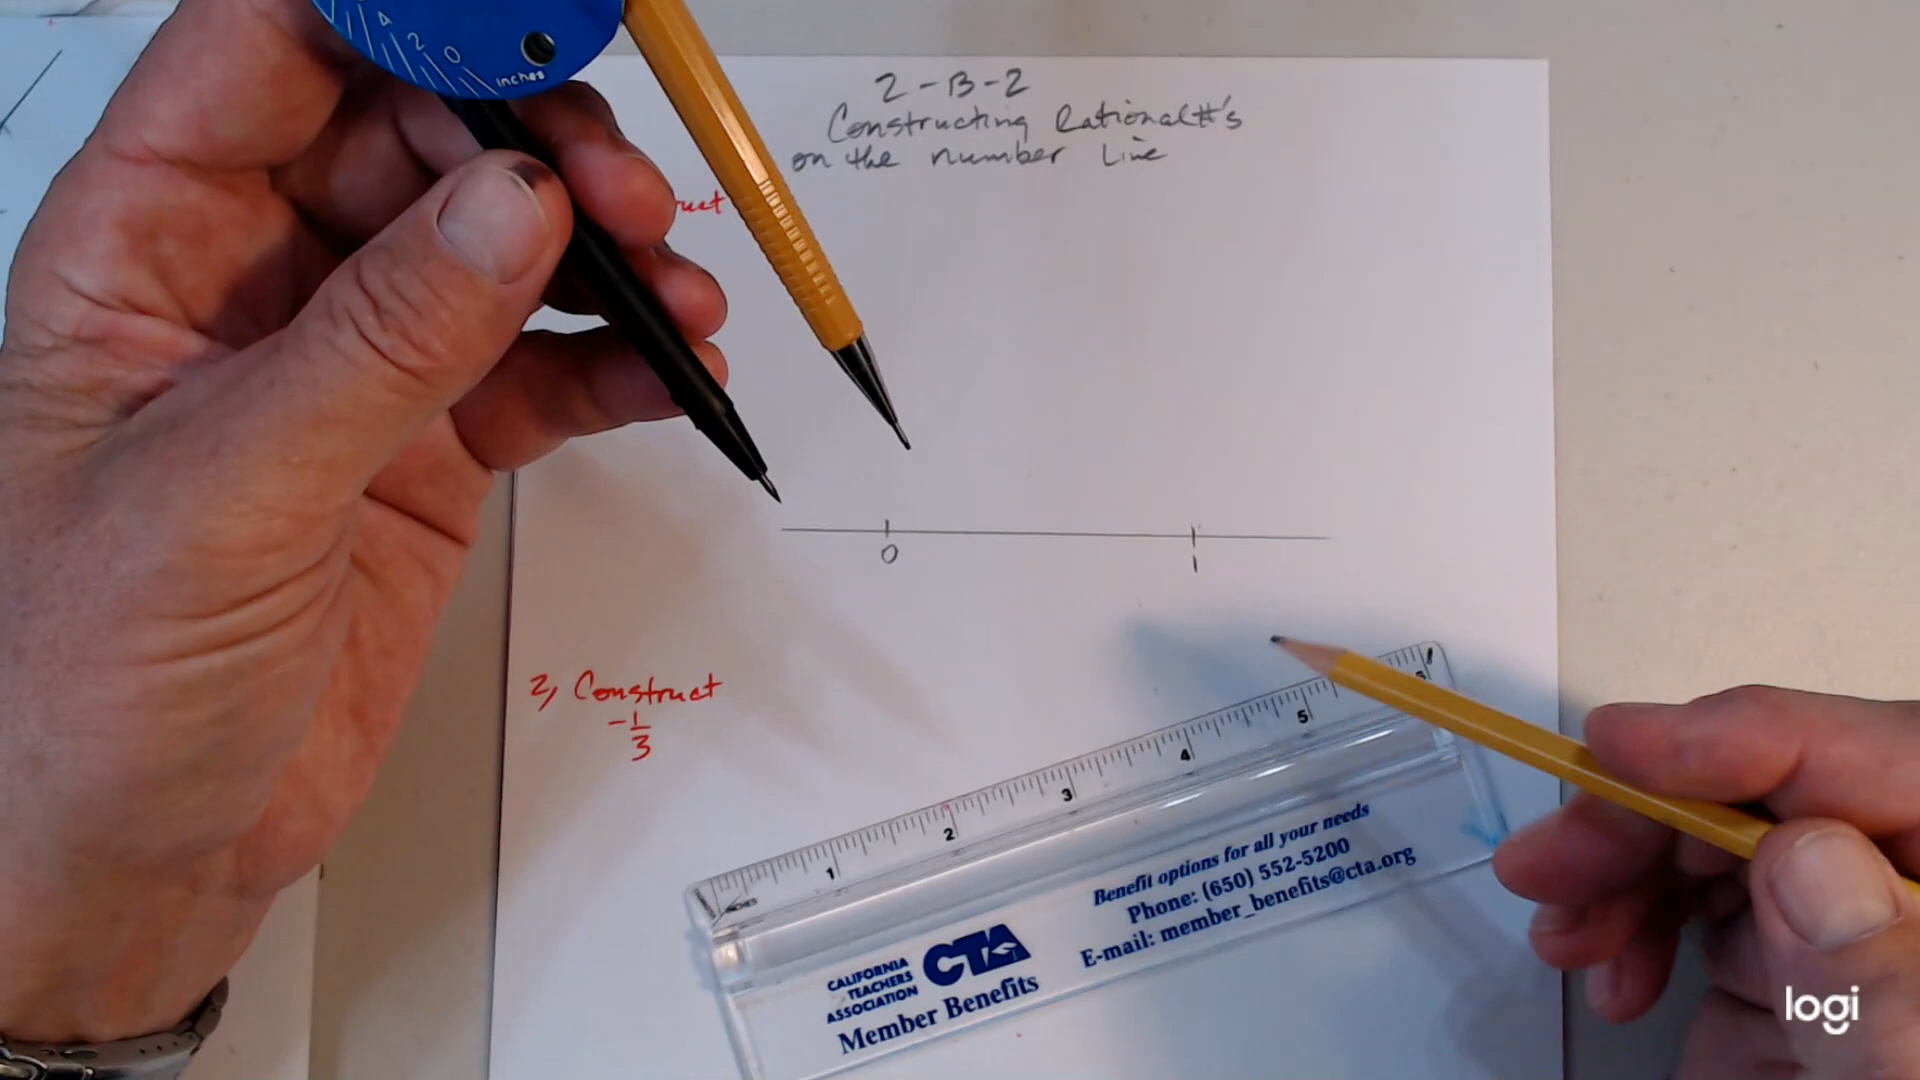 4
2
0
inches
2-B-2
Constructing Rational #'s
on the number Line
0
1
2, Construct
-1/3
1 2 3 4 5
INCHES
Benefit options for all your needs
Phone: (650) 552-5200
E-mail: member_benefits@cta.org
CALIFORNIA
TEACHERS
ASSOCIATION
CTA
Member Benefits
logi